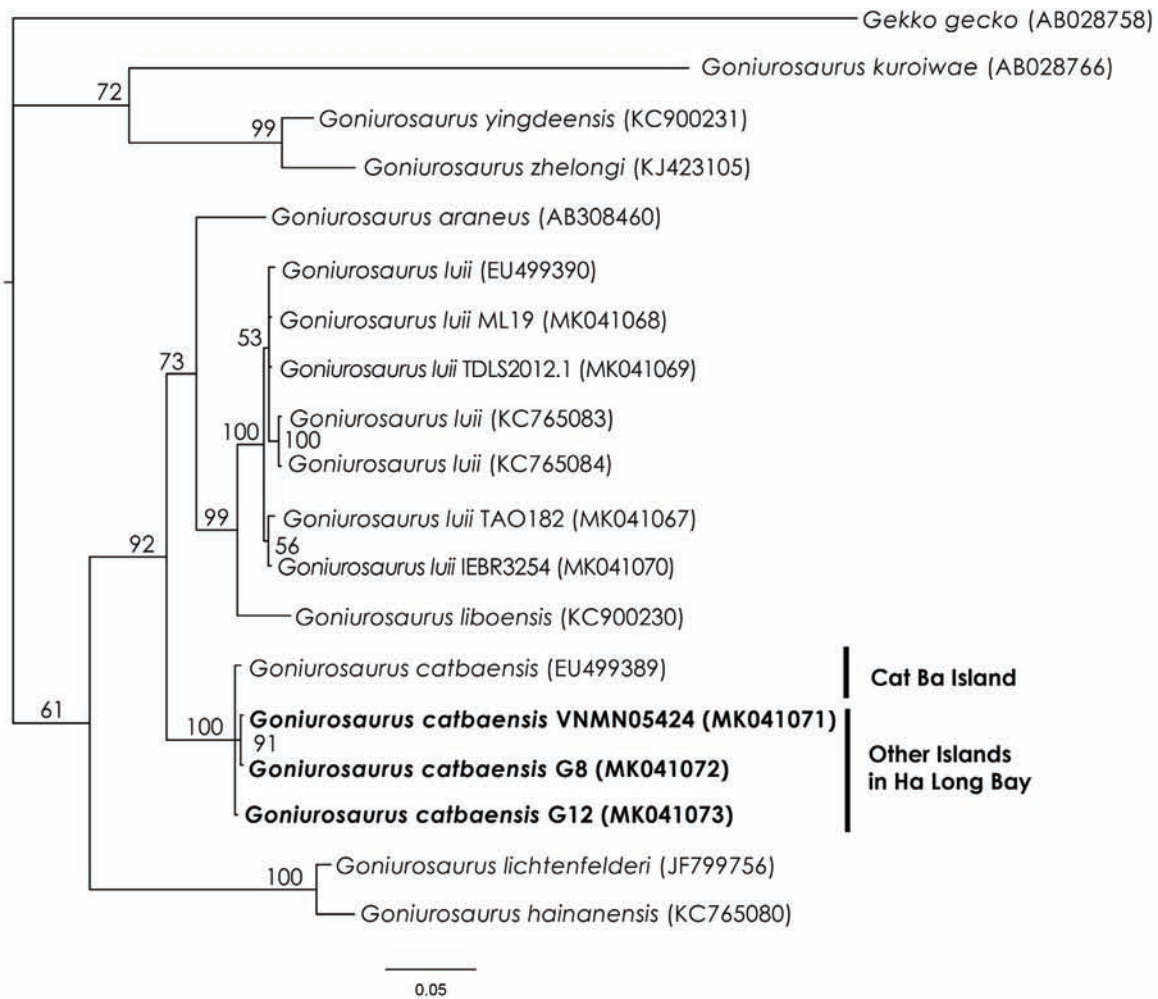 Gekko gecko (AB028758)
Goniurosaurus kuroiwae (AB028766)
72
Goniurosaurus yingdeensis (KC900231)
99
Goniurosaurus zhelongi (KJ423105)
Goniurosaurus araneus (AB308460)
Goniurosaurus luii (EU499390)
Goniurosaurus luii ML19 (MK041068)
53
73
Goniurosaurus luii TDLS2012.1 (MK041069)
Goniurosaurus luii (KC765083)
100
100
Goniurosaurus luii (KC765084)
99
Goniurosaurus luii TAO182 (MK041067)
92
56
Goniurosaurus luii IEBR3254 (MK041070)
Goniurosaurus liboensis (KC900230)
Goniurosaurus catbaensis (EU499389)
Cat Ba Island
61
100
Goniurosaurus catbaensis VNMN05424 (MK041071)
91
Goniurosaurus catbaensis G8 (MK041072)
Other Islands
in Ha Long Bay
Goniurosaurus catbaensis G12 (MK041073)
Goniurosaurus lichtenfelderi (JF799756)
100
Goniurosaurus hainanensis (KC765080)
0.05